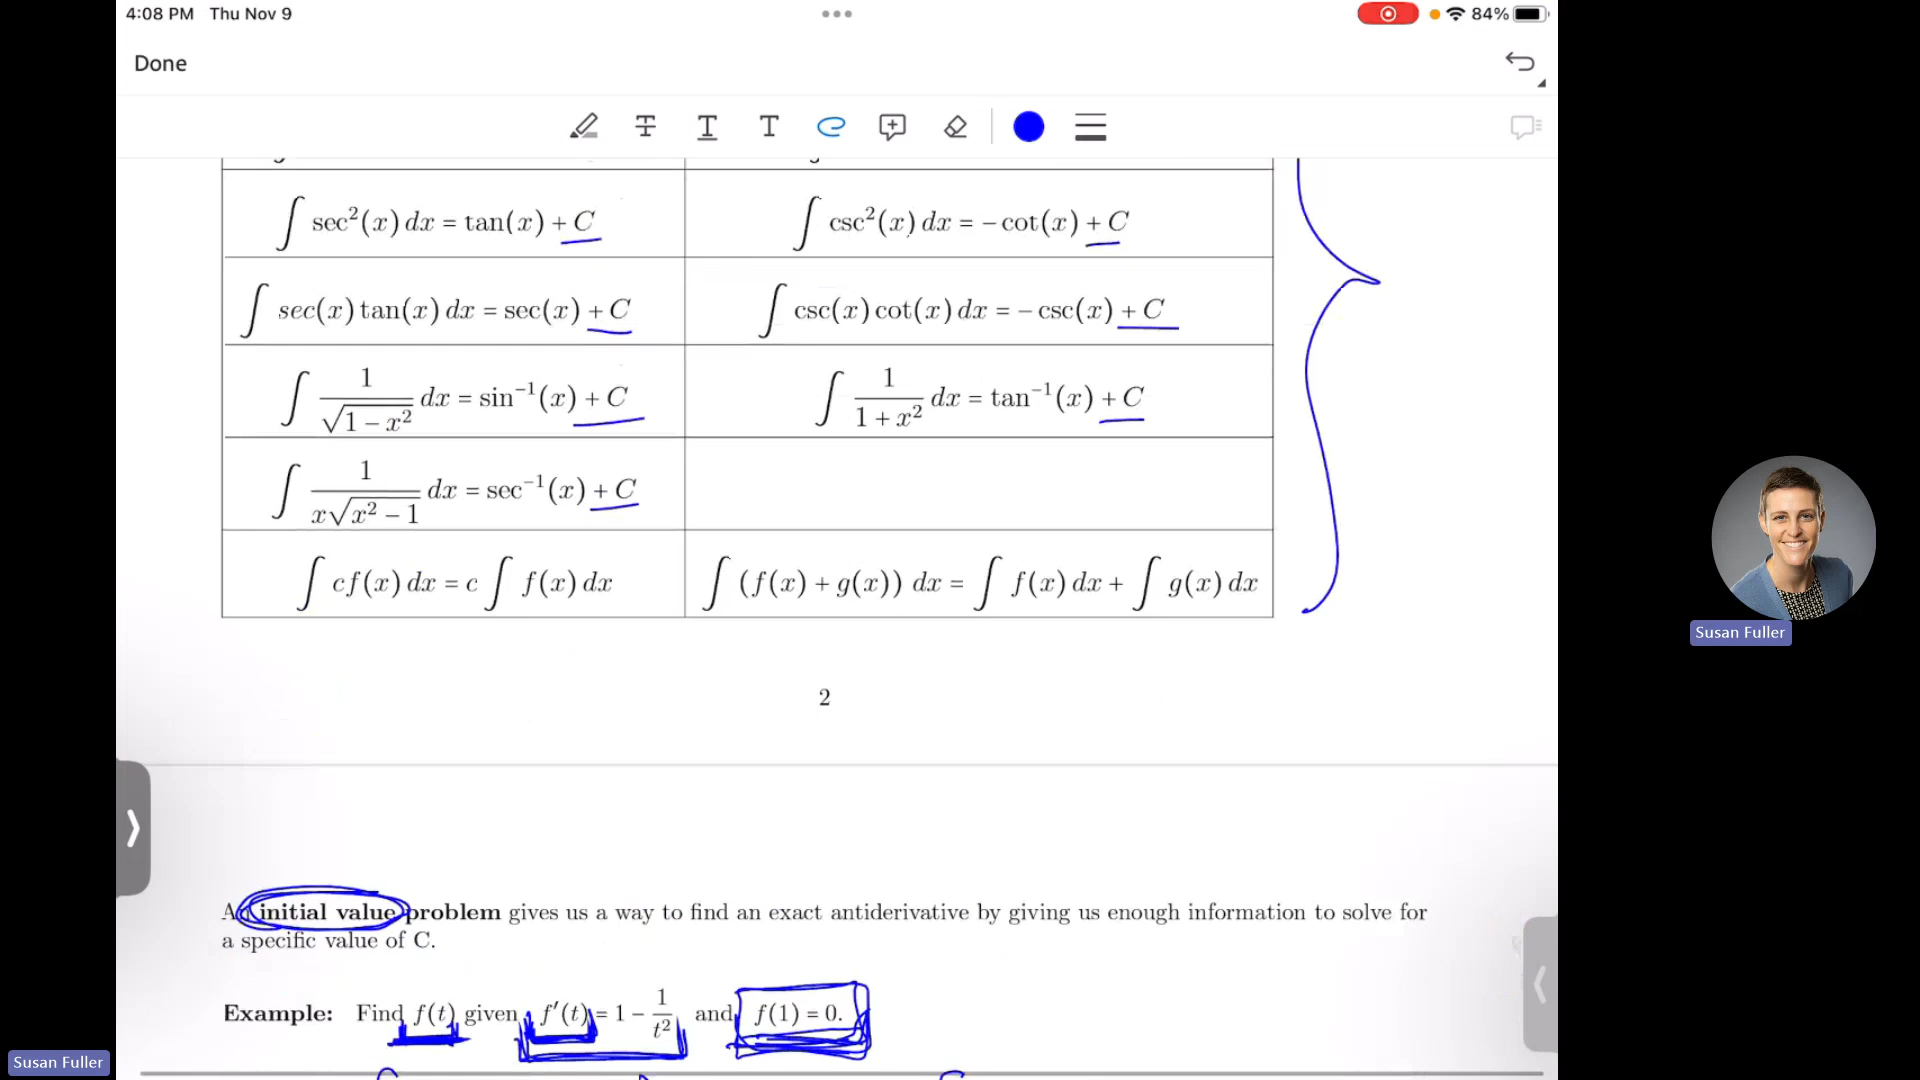 4:08 PM Thu Nov 9
84%
Done
∫ sec²(x) dx = tan(x) + C
∫ csc²(x) dx = −cot(x) + C
∫ sec(x) tan(x) dx = sec(x) + C
∫ csc(x) cot(x) dx = −csc(x) + C
∫ 1/√(1 − x²) dx = sin⁻¹(x) + C
∫ 1/(1 + x²) dx = tan⁻¹(x) + C
∫ 1/(x√(x² − 1)) dx = sec⁻¹(x) + C
∫ cf(x) dx = c ∫ f(x) dx
∫ (f(x) + g(x)) dx = ∫ f(x) dx + ∫ g(x) dx
2
An initial value problem gives us a way to find an exact antiderivative by giving us enough information to solve for
a specific value of C.
Example: Find f(t) given f′(t) = 1 − 1/t² and f(1) = 0.
Susan Fuller
Susan Fuller